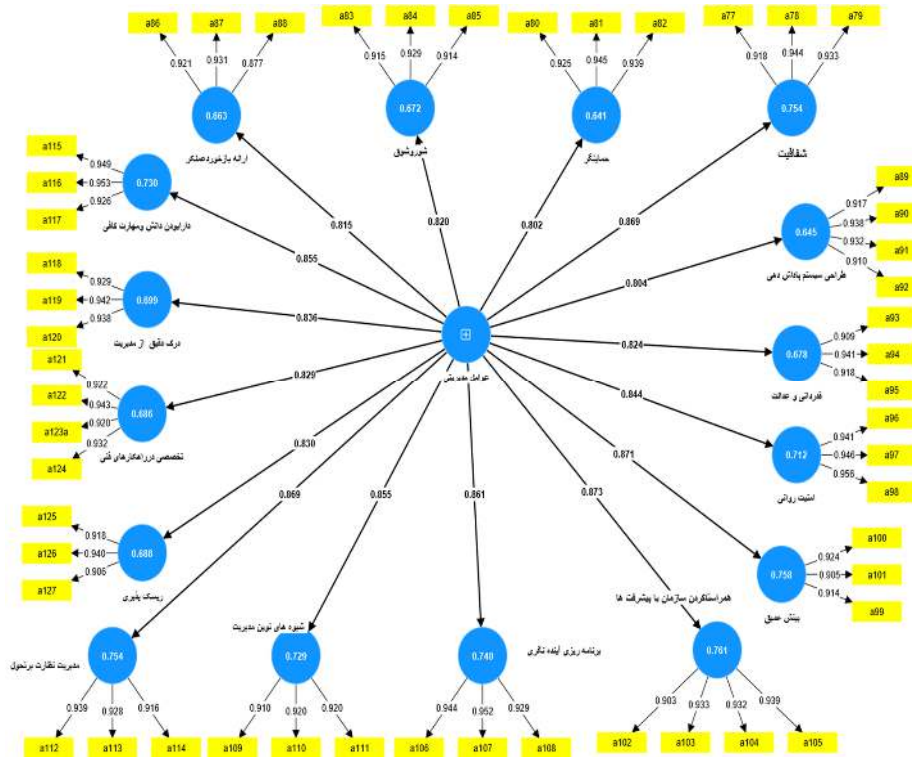 a86 a87 a88 a83 a84 a85 a80 a81 a82 a77 a78 a79
0.921 0.931 0.877 0.915 0.929 0.914 0.925 0.945 0.939 0.918 0.944 0.933
0.663 0.672 0.641 0.754
ارائه بازخوردعملکر
شوروشوق
حمایتگر
شفافیت
a115 0.949
a116 0.953
a117 0.926
0.730
دارابودن دانش ومهارت کافی
a89 0.917
a90 0.938
a91 0.932
a92 0.910
0.645
طراحی سیستم پاداش دهی
0.815 0.820 0.802 0.869
0.855 0.804
a118 0.929
a119 0.942
a120 0.938
0.699
درک دقیق از مدیریت
0.836 0.824
عوامل مدیریتی
a93 0.909
a94 0.941
a95 0.918
0.678
قدردانی و عدالت
a121 0.922
a122 0.943
a123a 0.920
a124 0.932
0.686
تخصصی درراهکارهای فنی
0.829 0.844
a96 0.941
a97 0.946
a98 0.956
0.712
امنیت روانی
0.830 0.871
0.869 0.855 0.861 0.873
a125 0.918
a126 0.940
a127 0.906
0.688
ریسک پذیری
a100 0.924
a101 0.905
a99 0.914
0.758
بینش عمیق
همراستاکردن سازمان با پیشرفت ها
شیوه های نوین مدیریت
برنامه ریزی آینده نگری
مدیریت نظارت برتحول
0.754 0.729 0.740 0.761
0.939 0.928 0.916 0.910 0.920 0.920 0.944 0.952 0.929 0.903 0.933 0.932 0.939
a112 a113 a114 a109 a110 a111 a106 a107 a108 a102 a103 a104 a105